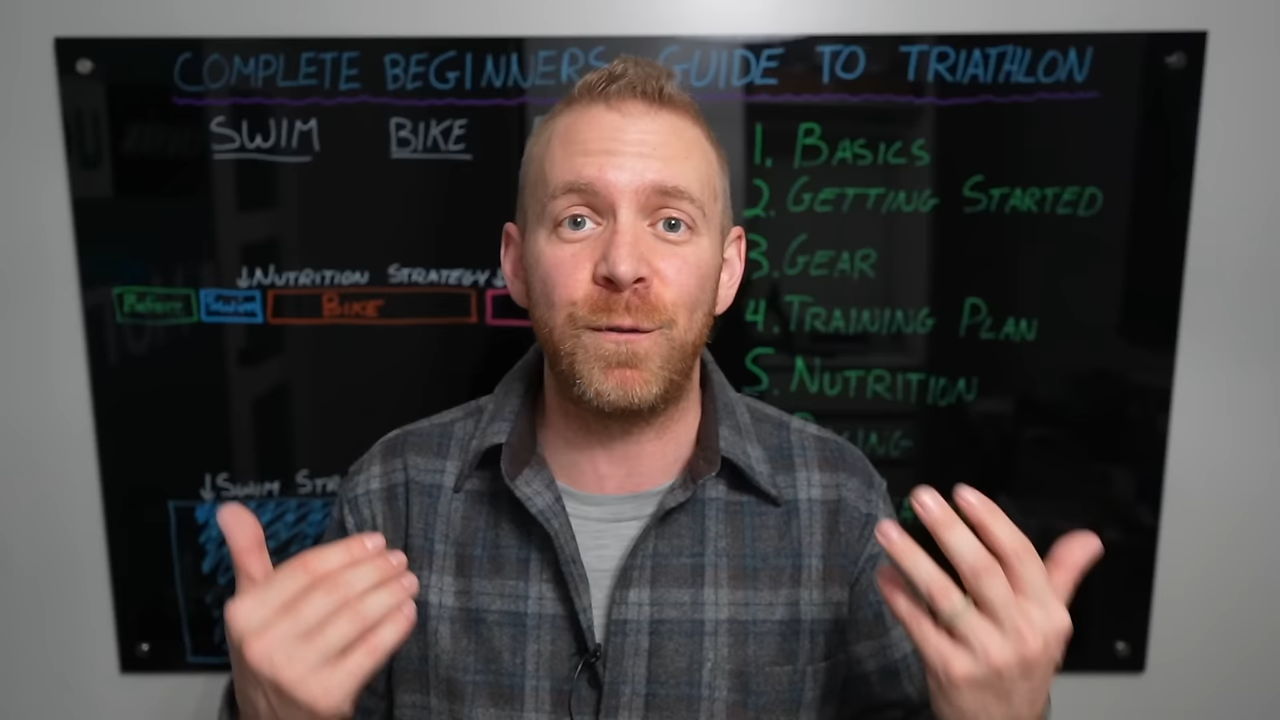 COMPLETE BEGINNERS GUIDE TO TRIATHLON
SWIM BIKE
↓NUTRITION STRATEGY↓
Before Swim BIKE
↓SWIM
1. BASICS
2. GETTING STARTED
3. GEAR
4. TRAINING PLAN
5. NUTRITION